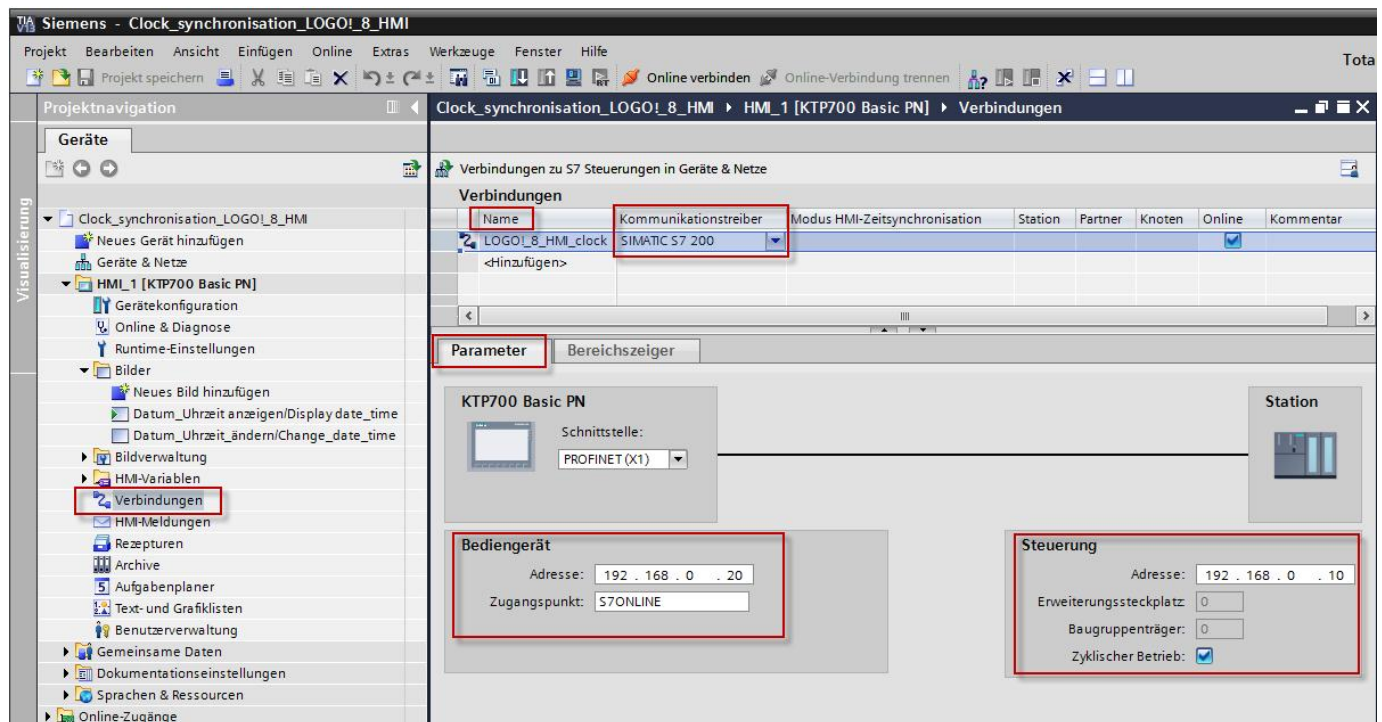 TIA V13 Siemens - Clock_synchronisation_LOGO!_8_HMI
Projekt Bearbeiten Ansicht Einfügen Online Extras Werkzeuge Fenster Hilfe
Tota
Projekt speichern Online verbinden Online-Verbindung trennen
Projektnavigation
Clock_synchronisation_LOGO!_8_HMI HMI_1 [KTP700 Basic PN] Verbindungen
Geräte
Visualisierung
Clock_synchronisation_LOGO!_8_HMI
Neues Gerät hinzufügen
Geräte & Netze
HMI_1 [KTP700 Basic PN]
Gerätekonfiguration
Online & Diagnose
Runtime-Einstellungen
Bilder
Neues Bild hinzufügen
Datum_Uhrzeit anzeigen/Display date_time
Datum_Uhrzeit_ändern/Change_date_time
Bildverwaltung
HMI-Variablen
Verbindungen
HMI-Meldungen
Rezepturen
Archive
Aufgabenplaner
Text- und Grafiklisten
Benutzerverwaltung
Gemeinsame Daten
Dokumentationseinstellungen
Sprachen & Ressourcen
Online-Zugänge
Verbindungen zu S7 Steuerungen in Geräte & Netze
Verbindungen
Name Kommunikationstreiber Modus HMI-Zeitsynchronisation Station Partner Knoten Online Kommentar
LOGO!_8_HMI_clock SIMATIC S7 200
<Hinzufügen>
Parameter Bereichszeiger
KTP700 Basic PN
Schnittstelle:
PROFINET (X1)
Station
Bediengerät
Adresse: 192 . 168 . 0 . 20
Zugangspunkt: S7ONLINE
Steuerung
Adresse: 192 . 168 . 0 . 10
Erweiterungssteckplatz: 0
Baugruppenträger: 0
Zyklischer Betrieb: